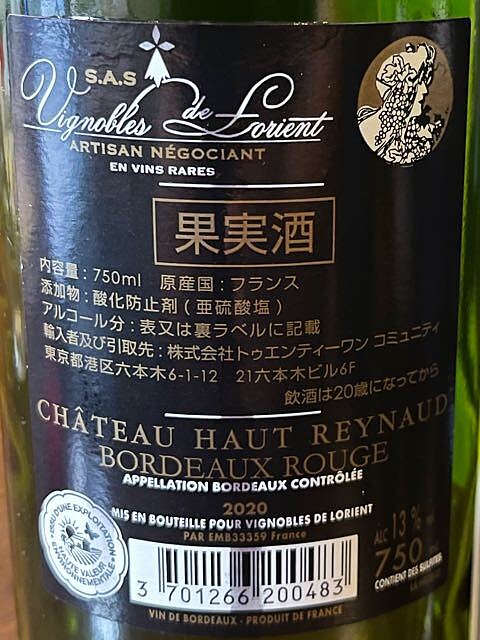 S.A.S
Vignobles de Lorient
ARTISAN NÉGOCIANT
EN VINS RARES
果実酒
内容量：750ml 原産国：フランス
添加物：酸化防止剤(亜硫酸塩)
アルコール分：表又は裏ラベルに記載
輸入者及び引取先：株式会社トゥエンティーワン コミュニティ
東京都港区六本木6-1-12 21六本木ビル6F
飲酒は20歳になってから
CHÂTEAU HAUT REYNAUD
BORDEAUX ROUGE
APPELLATION BORDEAUX CONTRÔLÉE
2020
MIS EN BOUTEILLE POUR VIGNOBLES DE LORIENT
PAR EMB33359 France
ALC 13 %
750
CONTIENT DES SULFITES
ISSU D'UNE EXPLOITATION
HAUTE VALEUR
ENVIRONNEMENTALE
3 701266 200483
VIN DE BORDEAUX - PRODUIT DE FRANCE